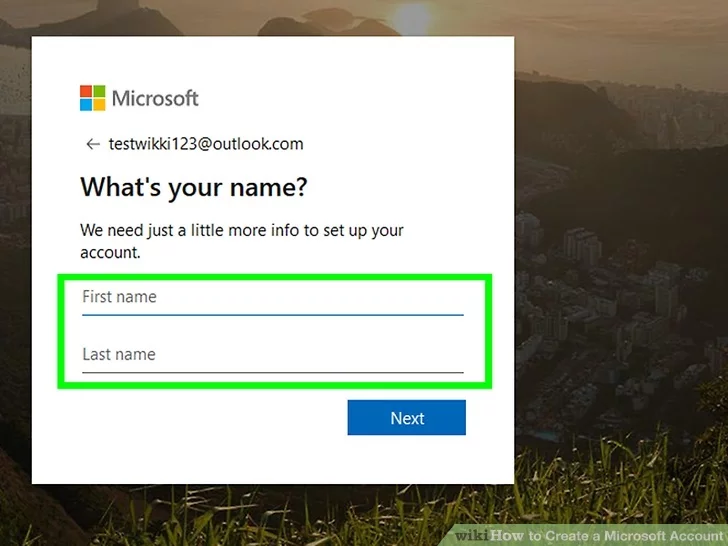 Microsoft
← testwikki123@outlook.com
What's your name?
We need just a little more info to set up your
account.
First name
Last name
Next
wikiHow to Create a Microsoft Account